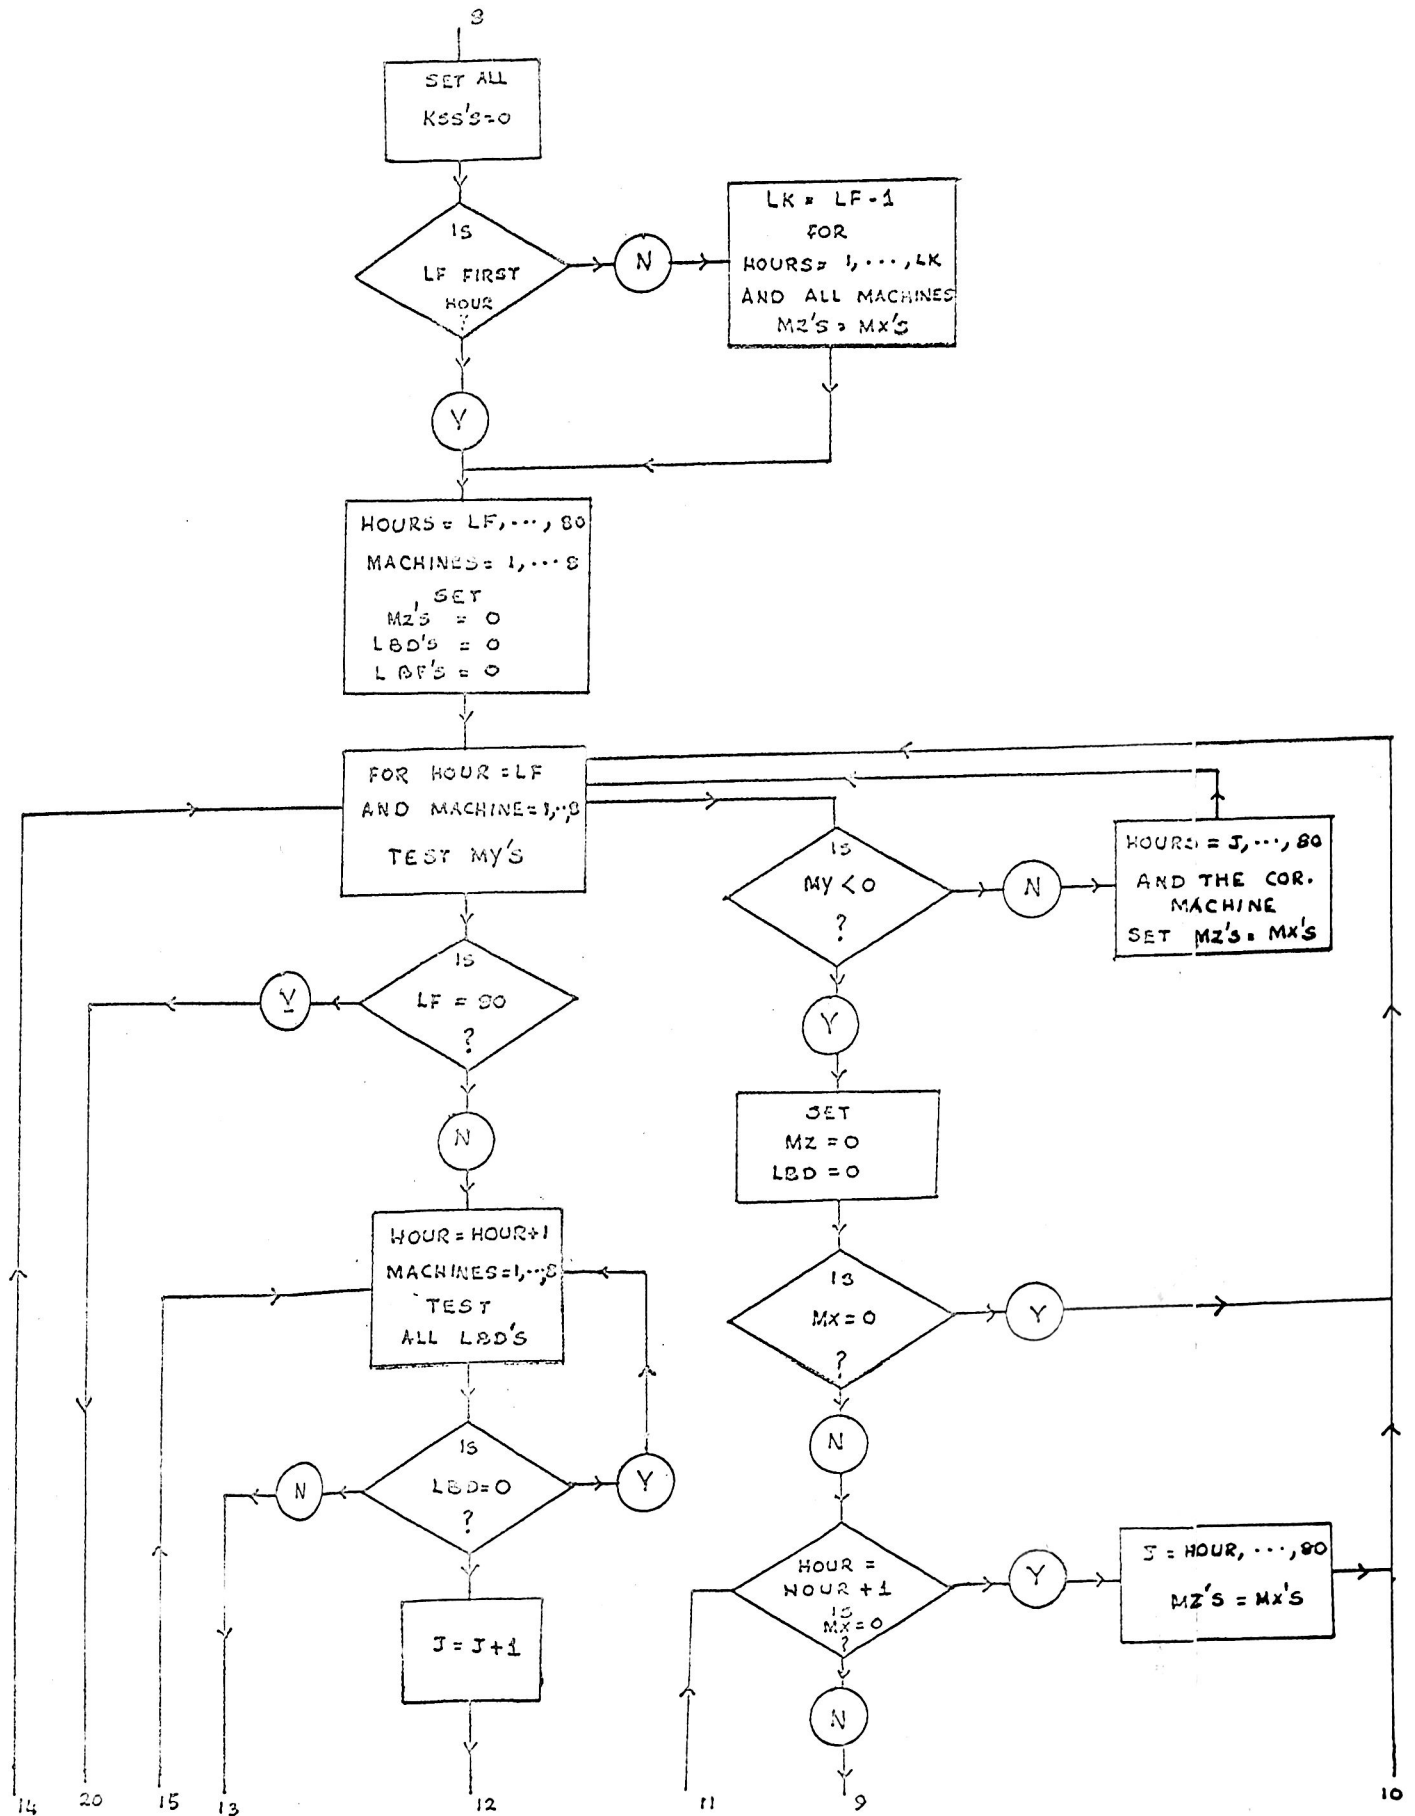 8
SET ALL
KSS'S=0
IS
LF FIRST
HOUR
?
N
LK = LF-1
FOR
HOURS= 1,...,LK
AND ALL MACHINES
MZ'S = MX'S
Y
HOURS = LF,...,80
MACHINES= 1,...8
SET
MZ'S = 0
LBD'S = 0
LBF'S = 0
FOR HOUR =LF
AND MACHINE=1,..,8
TEST MY'S
IS
MY < 0
?
N
HOURS = J,...,80
AND THE COR.
MACHINE
SET MZ'S = MX'S
IS
LF = 80
?
Y
Y
N
SET
MZ = 0
LBD = 0
HOUR = HOUR+1
MACHINES=1,..,8
TEST
ALL LBD'S
IS
MX = 0
?
Y
N
IS
LBD=0
?
N
Y
HOUR =
HOUR +1
IS
MX=0
?
Y
J = HOUR, ...,80
MZ'S = MX'S
J = J+1
N
14
20
15
13
12
11
9
10